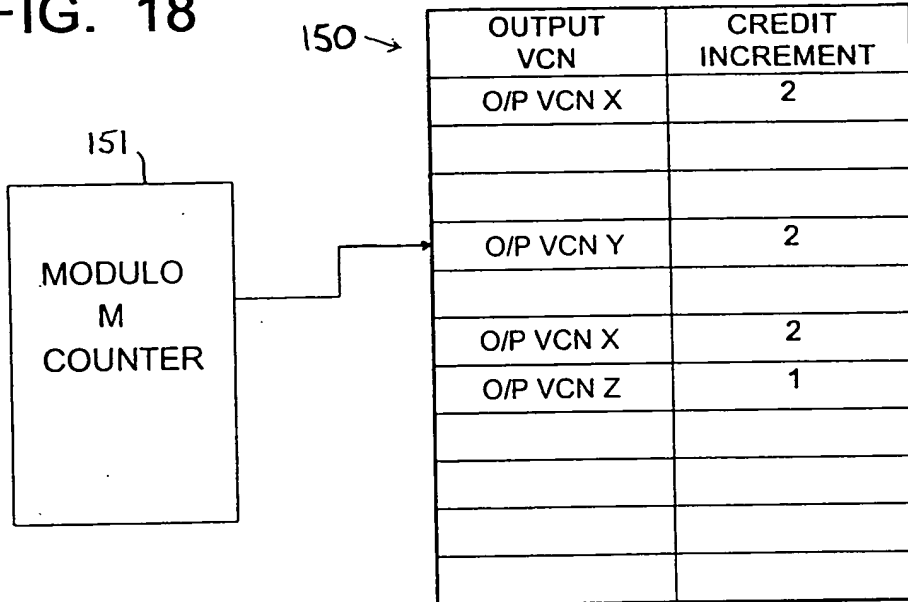 FIG. 18
150
OUTPUT VCN
CREDIT INCREMENT
O/P VCN X 2
151
O/P VCN Y 2
MODULO
M
COUNTER
O/P VCN X 2
O/P VCN Z 1